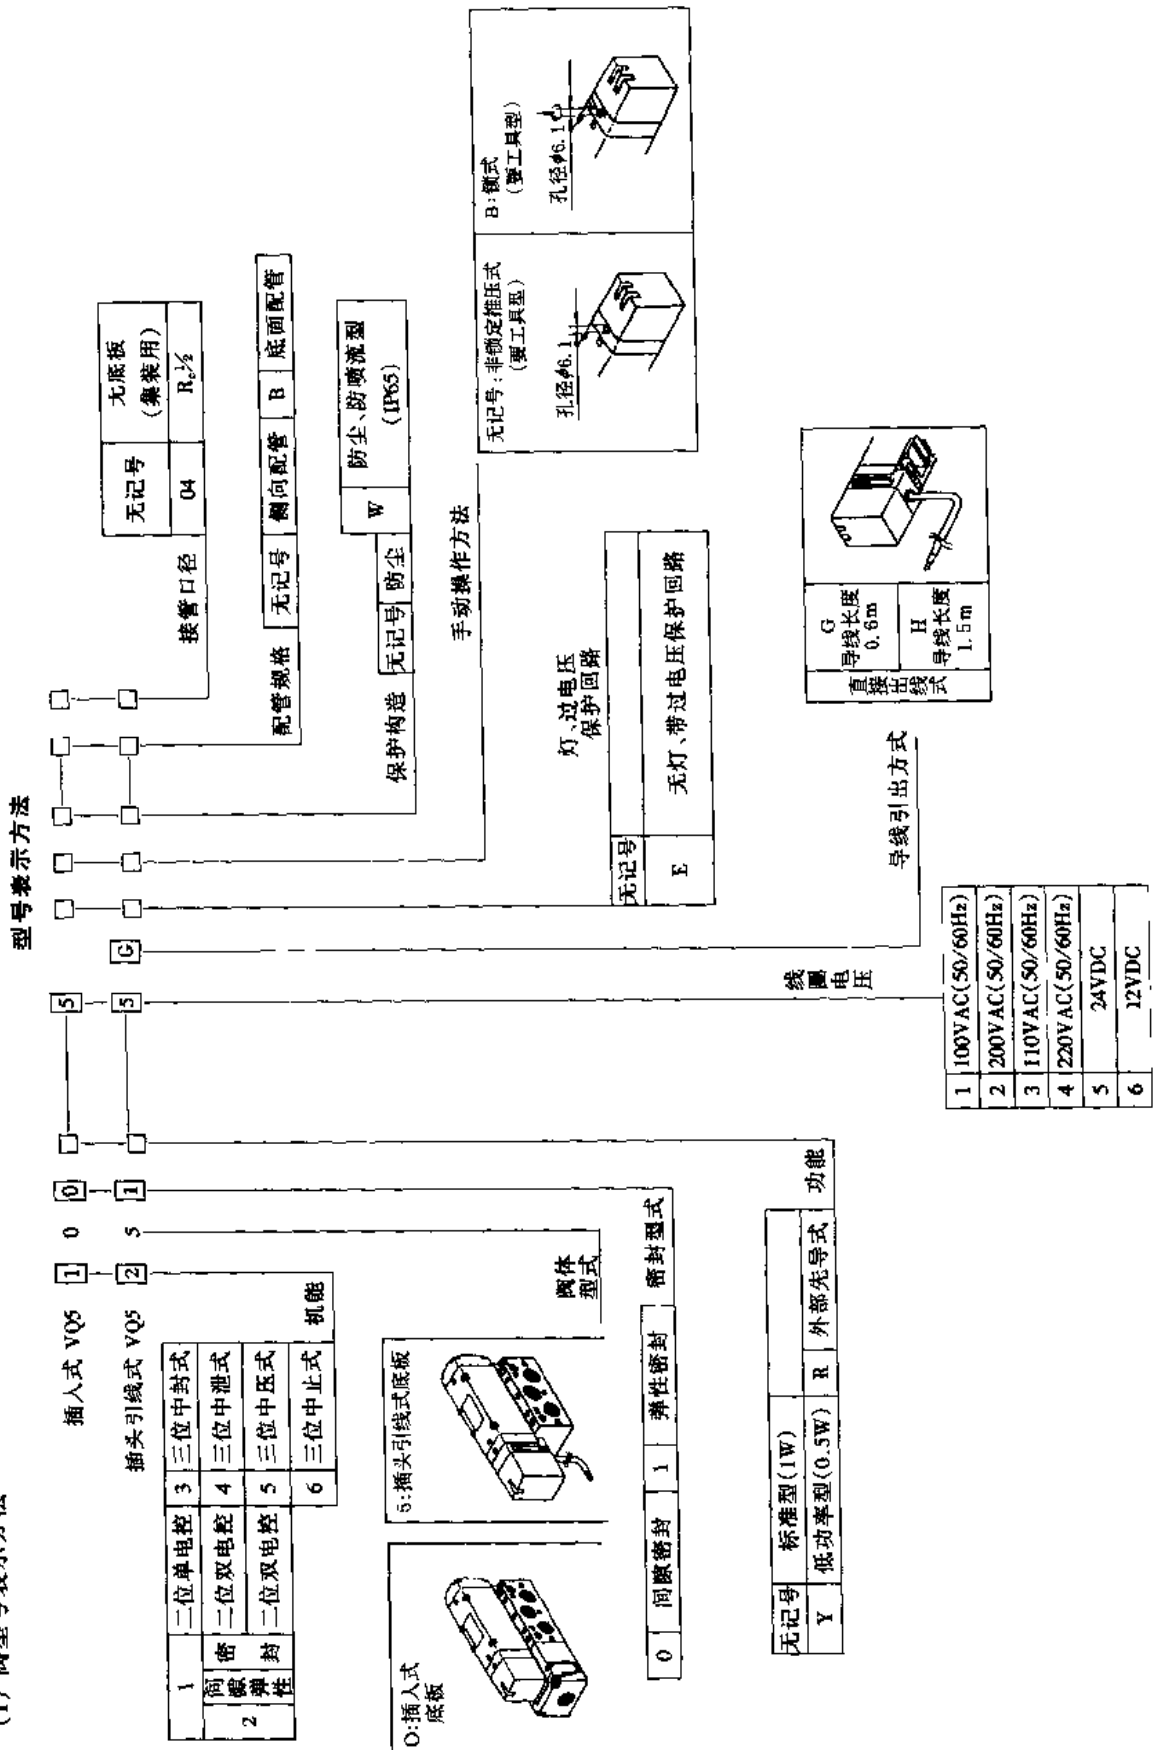 (1) 阀型号表示方法
型号表示方法
插入式 VQ5 1 0 0 □ 5 □ □ □ □ □
插头引线式 VQ5 2 5 1 □ 5 G □ □ □ □ □
接管口径
无记号 无底板
(集装用)
04 Rc½
配管规格
无记号 侧向配管 B 底面配管
保护构造
无记号 防尘 W 防尘、防喷流型
(IP65)
手动操作方法
无记号:非锁定推压式
(要工具型)
孔径φ6.1
B:锁式
(要工具型)
孔径φ6.1
灯、过电压
保护回路
无记号
E 无灯、带过电压保护回路
导线引出方式
直接出线式
G
导线长度
0.6m
H
导线长度
1.5m
线圈电压
1 100VAC(50/60Hz)
2 200VAC(50/60Hz)
3 110VAC(50/60Hz)
4 220VAC(50/60Hz)
5 24VDC
6 12VDC
机能
1 二位单电控 3 三位中封式
2 密封 间隙 二位双电控 4 三位中泄式
弹性 二位双电控 5 三位中压式
6 三位中止式
阀体
型式
O:插入式
底板
5:插头引线式底板
密封型式
0 间隙密封 1 弹性密封
功能
无记号 标准型(1W)
Y 低功率型(0.5W) R 外部先导式